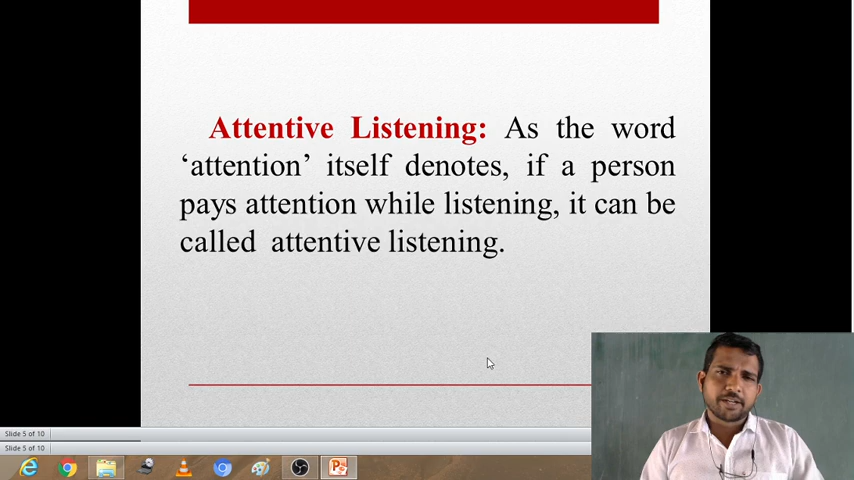 Attentive Listening: As the word
‘attention’ itself denotes, if a person
pays attention while listening, it can be
called attentive listening.
Slide 5 of 10
Slide 5 of 10